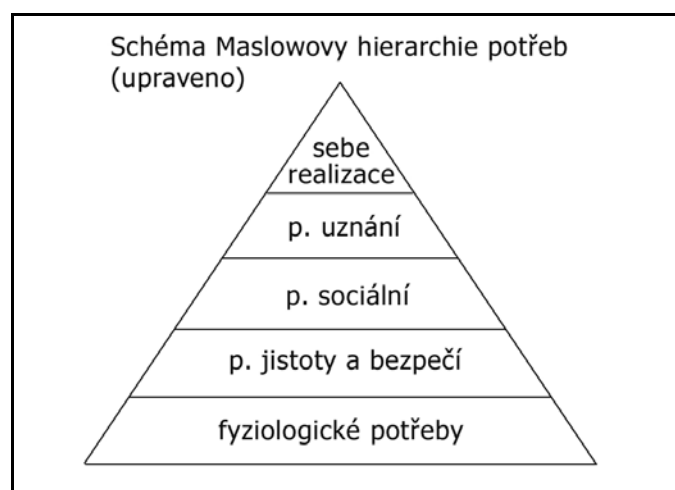 Schéma Maslowovy hierarchie potřeb
(upraveno)
sebe
realizace
p. uznání
p. sociální
p. jistoty a bezpečí
fyziologické potřeby